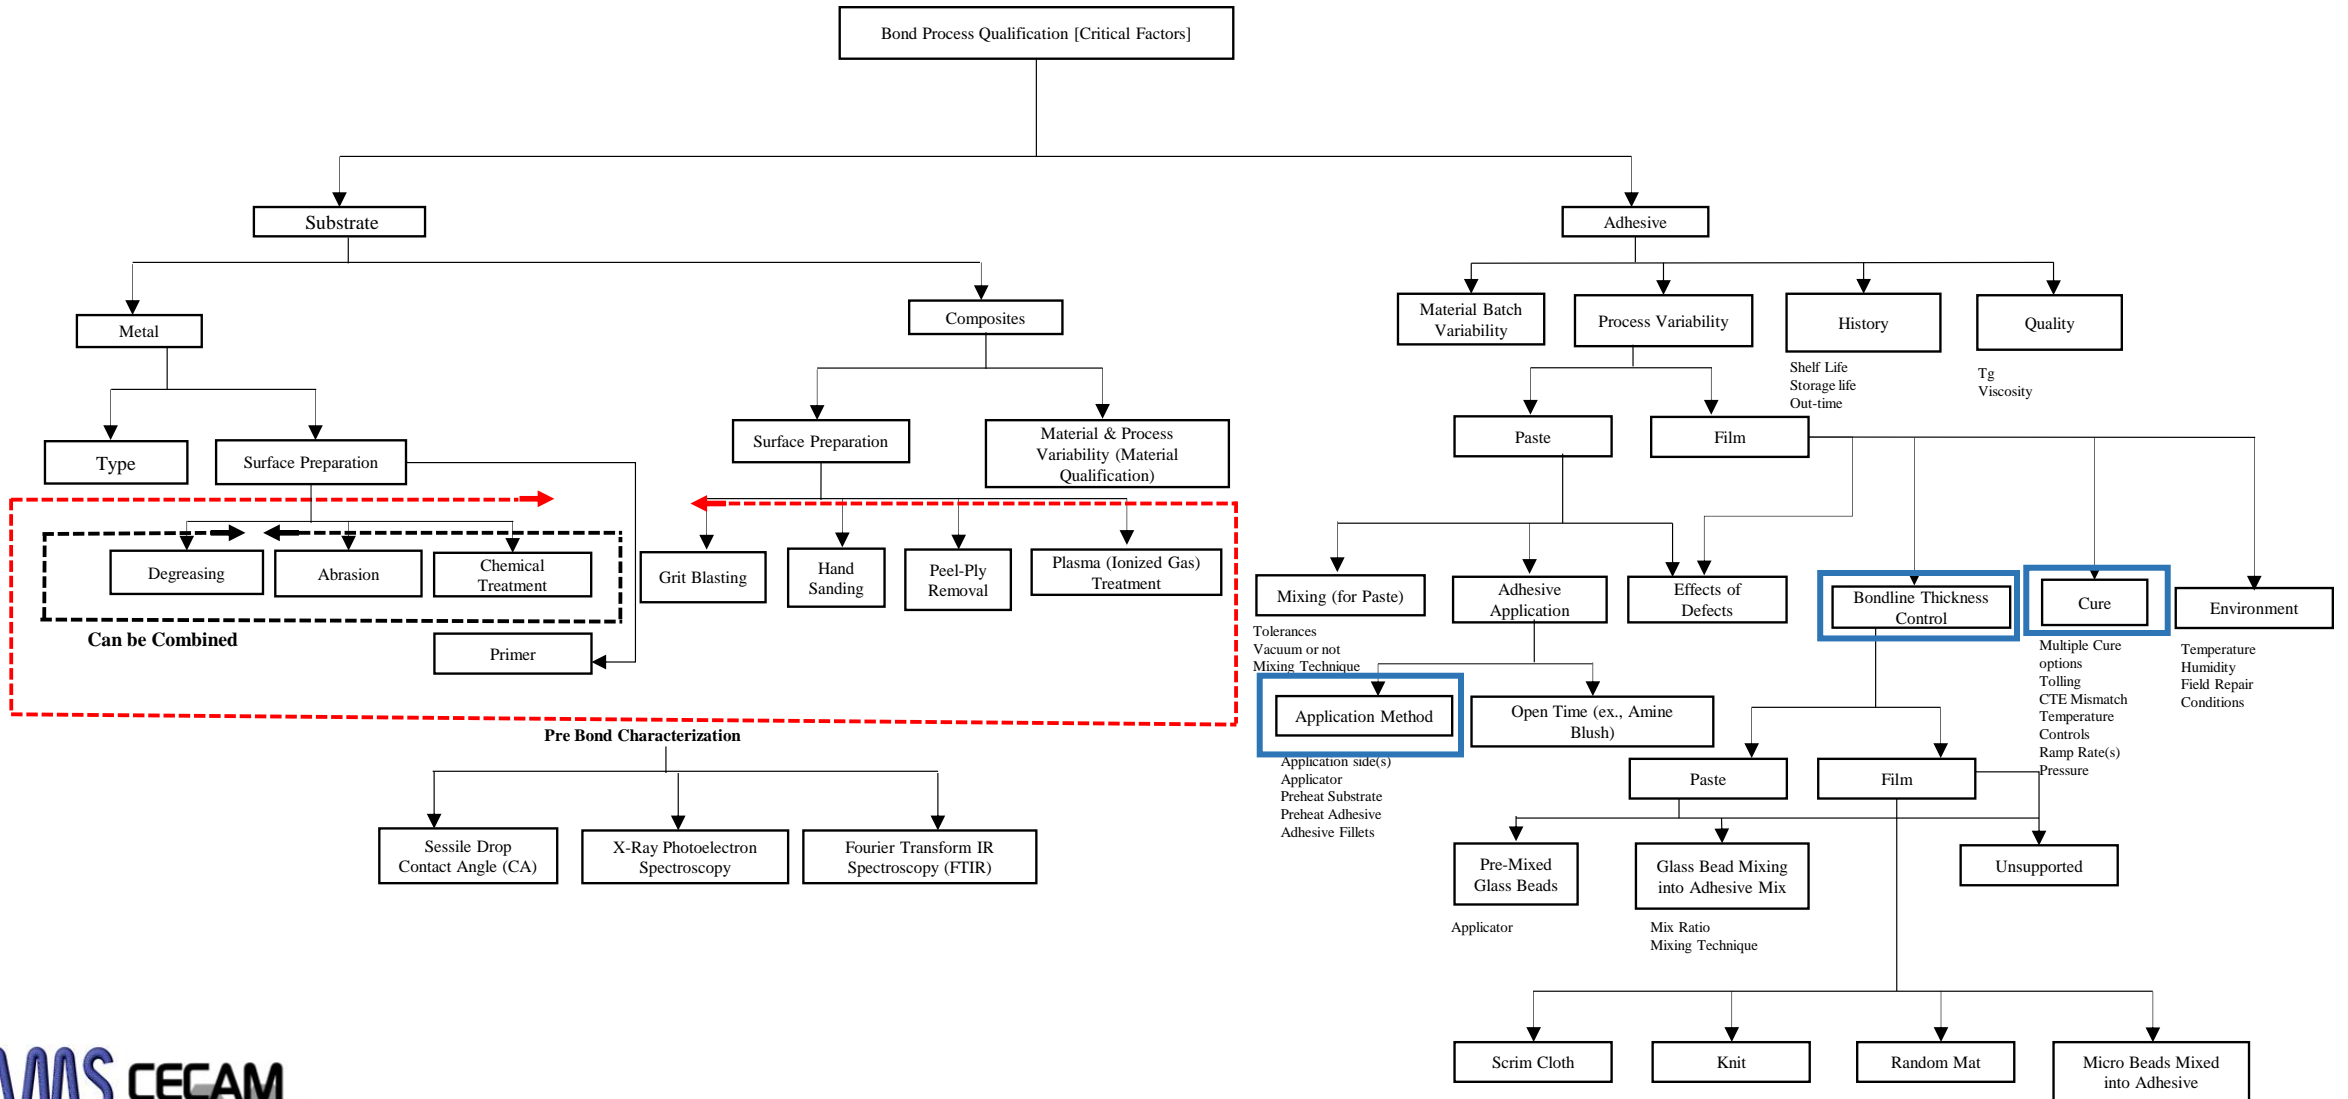 Bond Process Qualification [Critical Factors]
Substrate
Adhesive
Metal
Composites
Material Batch
Variability
Process Variability
History
Quality
Shelf Life
Storage life
Out-time
Tg
Viscosity
Type
Surface Preparation
Surface Preparation
Material & Process
Variability (Material
Qualification)
Paste
Film
Degreasing
Abrasion
Chemical
Treatment
Can be Combined
Primer
Grit Blasting
Hand
Sanding
Peel-Ply
Removal
Plasma (Ionized Gas)
Treatment
Mixing (for Paste)
Tolerances
Vacuum or not
Mixing Technique
Adhesive
Application
Effects of
Defects
Bondline Thickness
Control
Cure
Multiple Cure
options
Tolling
CTE Mismatch
Temperature
Controls
Ramp Rate(s)
Pressure
Environment
Temperature
Humidity
Field Repair
Conditions
Application Method
Application side(s)
Applicator
Preheat Substrate
Preheat Adhesive
Adhesive Fillets
Open Time (ex., Amine
Blush)
Pre Bond Characterization
Sessile Drop
Contact Angle (CA)
X-Ray Photoelectron
Spectroscopy
Fourier Transform IR
Spectroscopy (FTIR)
Paste
Film
Pre-Mixed
Glass Beads
Applicator
Glass Bead Mixing
into Adhesive Mix
Mix Ratio
Mixing Technique
Unsupported
Scrim Cloth
Knit
Random Mat
Micro Beads Mixed
into Adhesive
CECAM